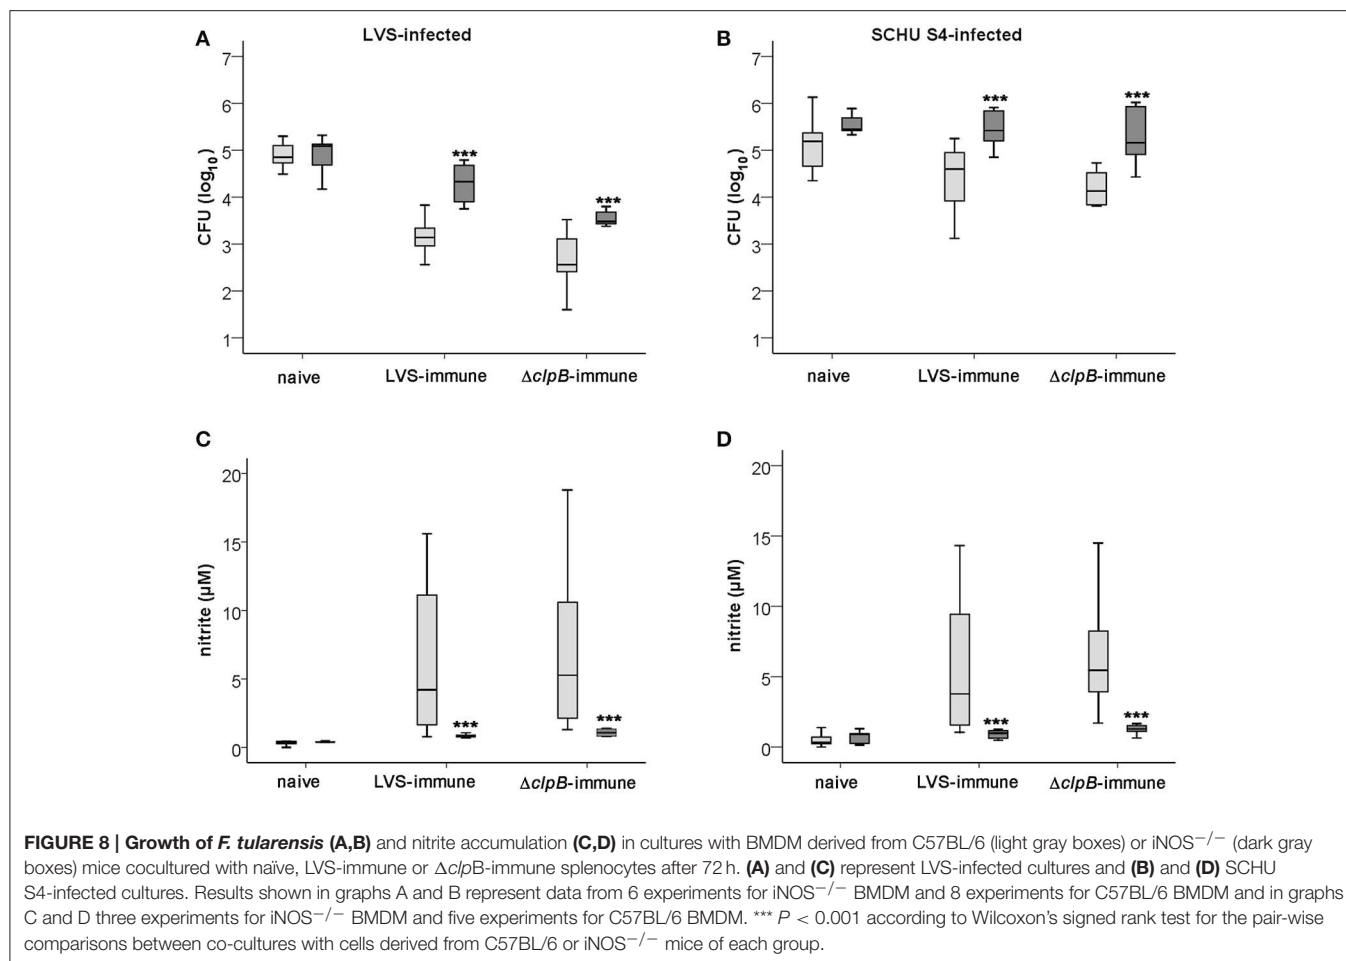 A LVS-infected
7
6
5
4
3
2
1
CFU (log10)
***
***
naive LVS-immune ΔclpB-immune
B SCHU S4-infected
7
6
5
4
3
2
1
CFU (log10)
***
***
naive LVS-immune ΔclpB-immune
C
20
15
10
5
0
nitrite (µM)
***
***
naive LVS-immune ΔclpB-immune
D
20
15
10
5
0
nitrite (µM)
***
***
naive LVS-immune ΔclpB-immune
FIGURE 8 | Growth of F. tularensis (A,B) and nitrite accumulation (C,D) in cultures with BMDM derived from C57BL/6 (light gray boxes) or iNOS−/− (dark gray
boxes) mice cocultured with naïve, LVS-immune or ΔclpB-immune splenocytes after 72 h. (A) and (C) represent LVS-infected cultures and (B) and (D) SCHU
S4-infected cultures. Results shown in graphs A and B represent data from 6 experiments for iNOS−/− BMDM and 8 experiments for C57BL/6 BMDM and in graphs
C and D three experiments for iNOS−/− BMDM and five experiments for C57BL/6 BMDM. *** P < 0.001 according to Wilcoxon's signed rank test for the pair-wise
comparisons between co-cultures with cells derived from C57BL/6 or iNOS−/− mice of each group.